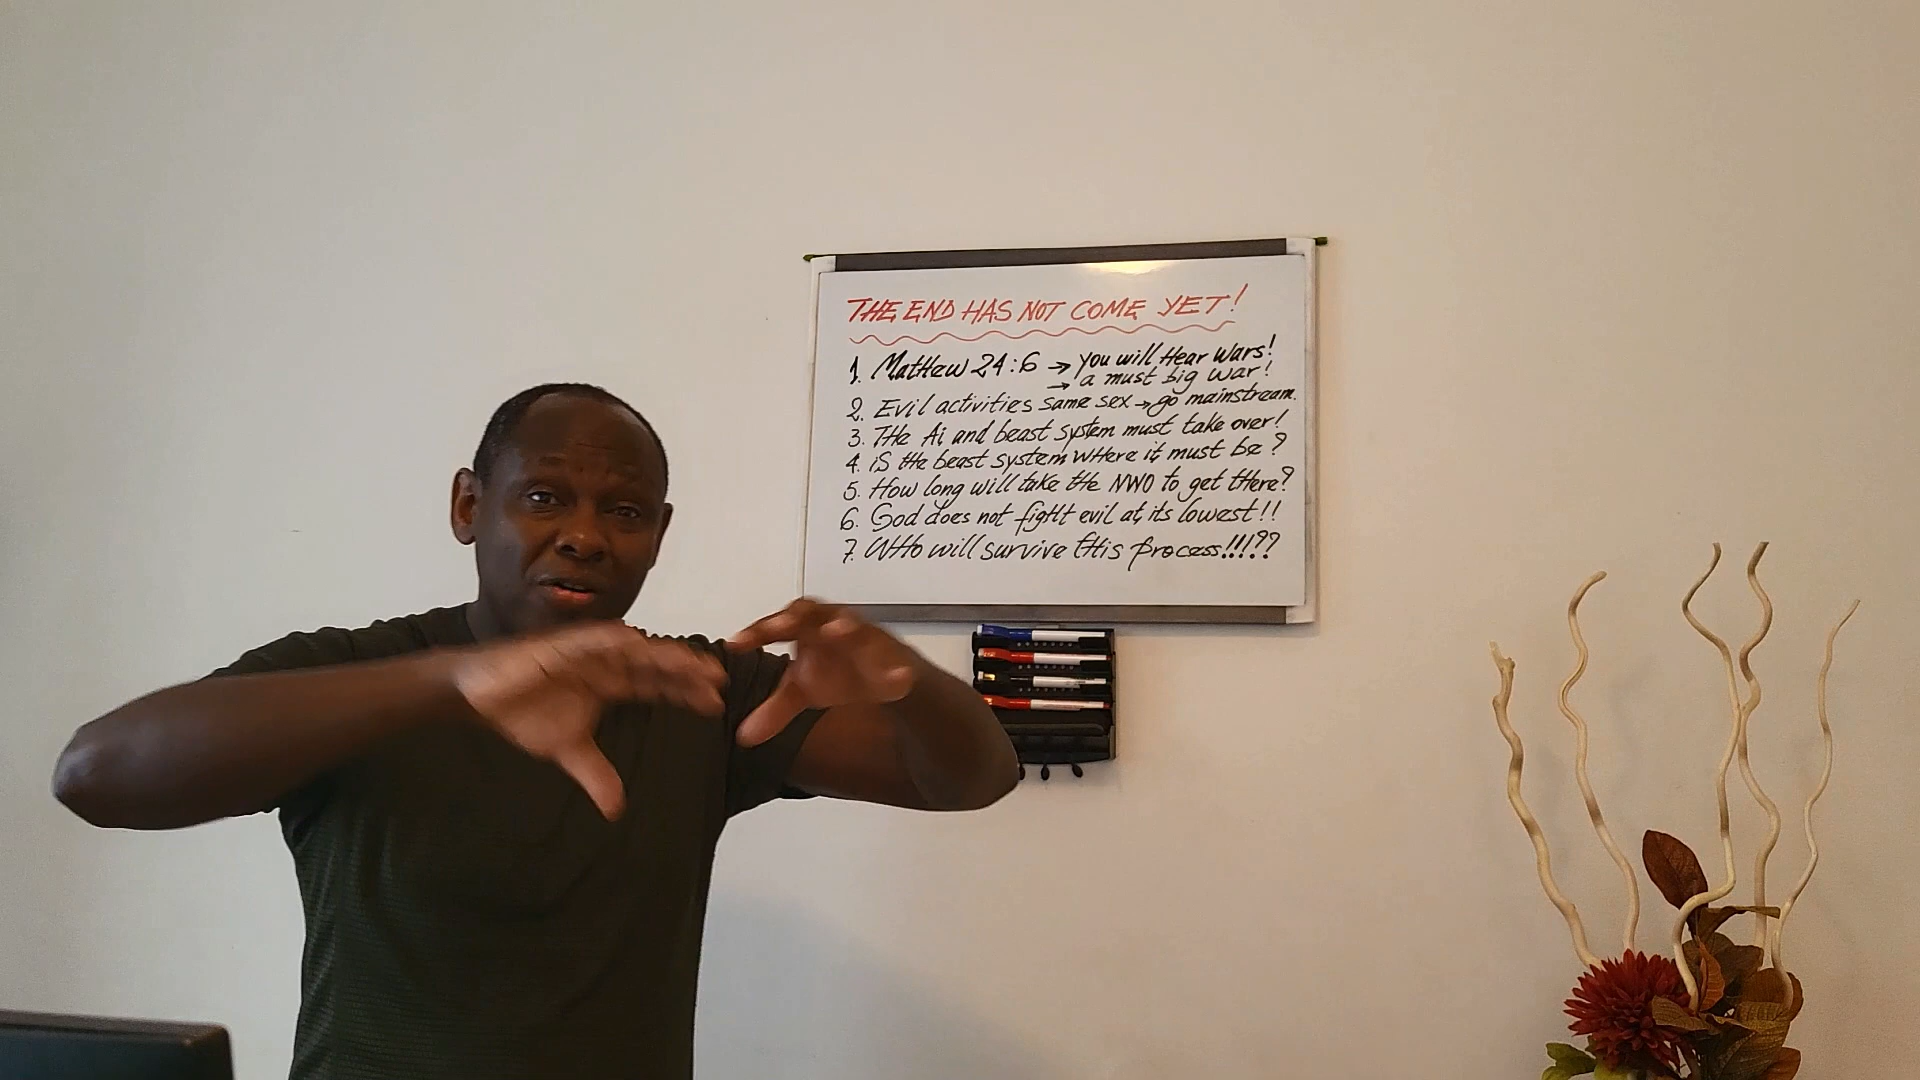 THE END HAS NOT COME YET!
1. Matthew 24:6 → you will Hear Wars!
→ a must big war!
2. Evil activities same sex → go mainstream.
3. THe Ai and beast system must take over!
4. iS the beast system wHere it must be?
5. How long will take tHe NWO to get tHere?
6. God does not figHt evil at its lowest!!
7. WHo will survive tHis process!!!??